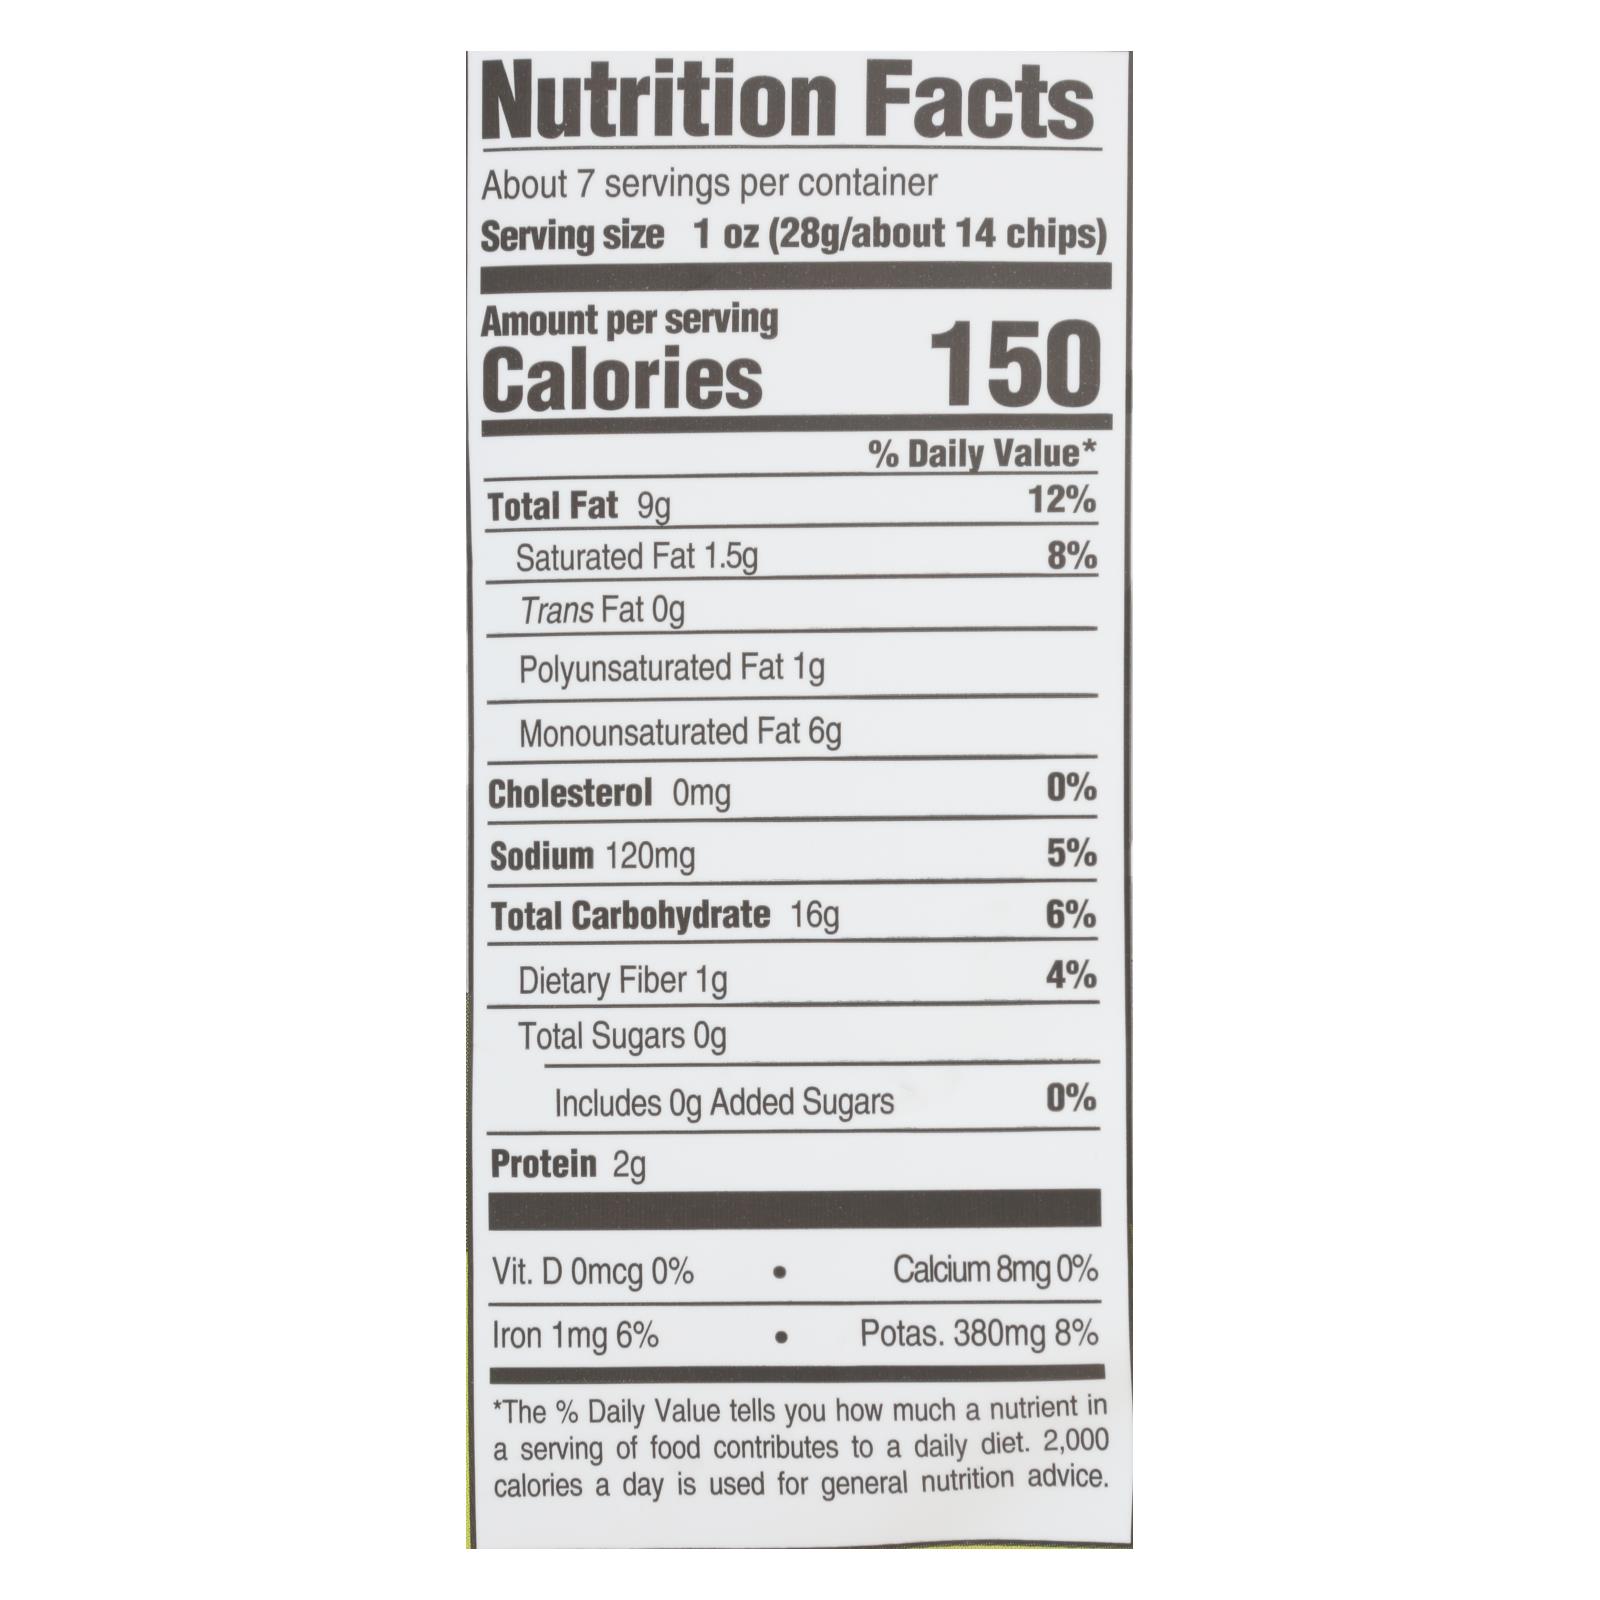 Nutrition Facts
About 7 servings per container
Serving size 1 oz (28g/about 14 chips)
Amount per serving
Calories 150
% Daily Value*
Total Fat 9g 12%
Saturated Fat 1.5g 8%
Trans Fat 0g
Polyunsaturated Fat 1g
Monounsaturated Fat 6g
Cholesterol 0mg 0%
Sodium 120mg 5%
Total Carbohydrate 16g 6%
Dietary Fiber 1g 4%
Total Sugars 0g
Includes 0g Added Sugars 0%
Protein 2g
Vit. D 0mcg 0% • Calcium 8mg 0%
Iron 1mg 6% • Potas. 380mg 8%
*The % Daily Value tells you how much a nutrient in
a serving of food contributes to a daily diet. 2,000
calories a day is used for general nutrition advice.